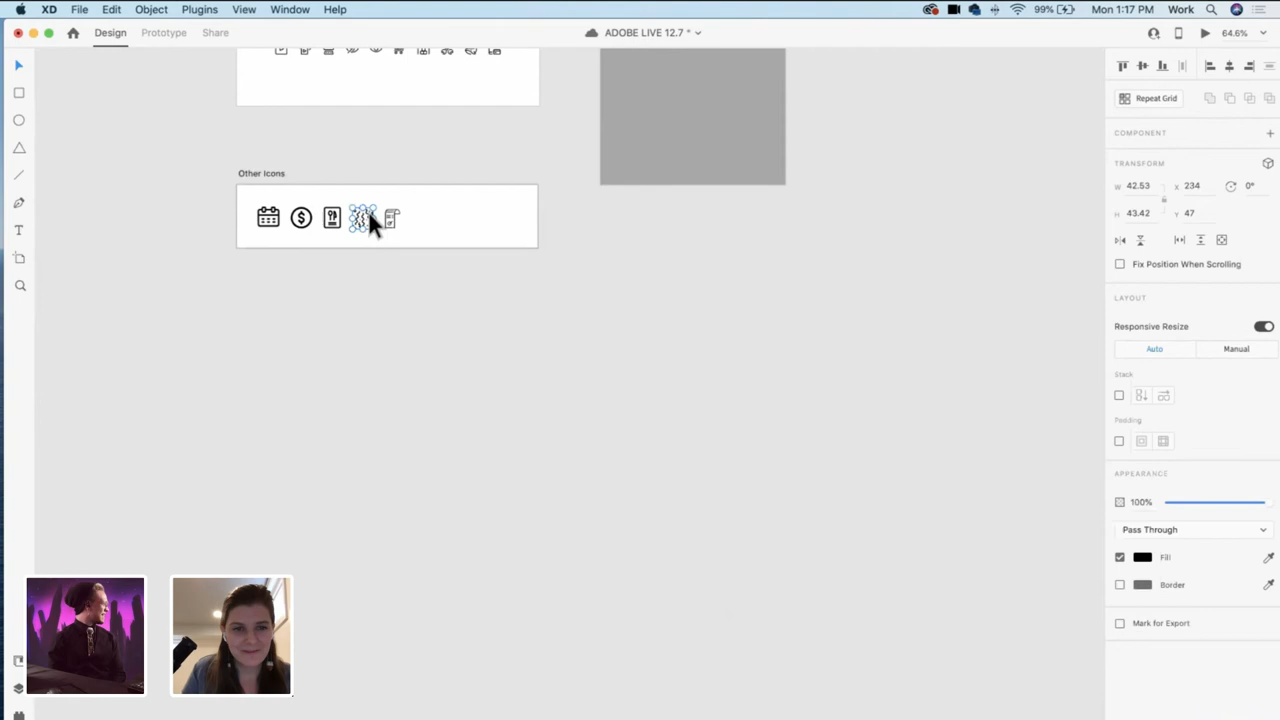 XD File Edit Object Plugins View Window Help
99% Mon 1:17 PM Work
Design Prototype Share
ADOBE LIVE 12.7 *
64.6%
Repeat Grid
COMPONENT
Other Icons
TRANSFORM
W 42.53 X 234 0°
H 43.42 Y 47
Fix Position When Scrolling
LAYOUT
Responsive Resize
Auto Manual
Stack
Padding
APPEARANCE
100%
Pass Through
Fill
Border
Mark for Export
T
$